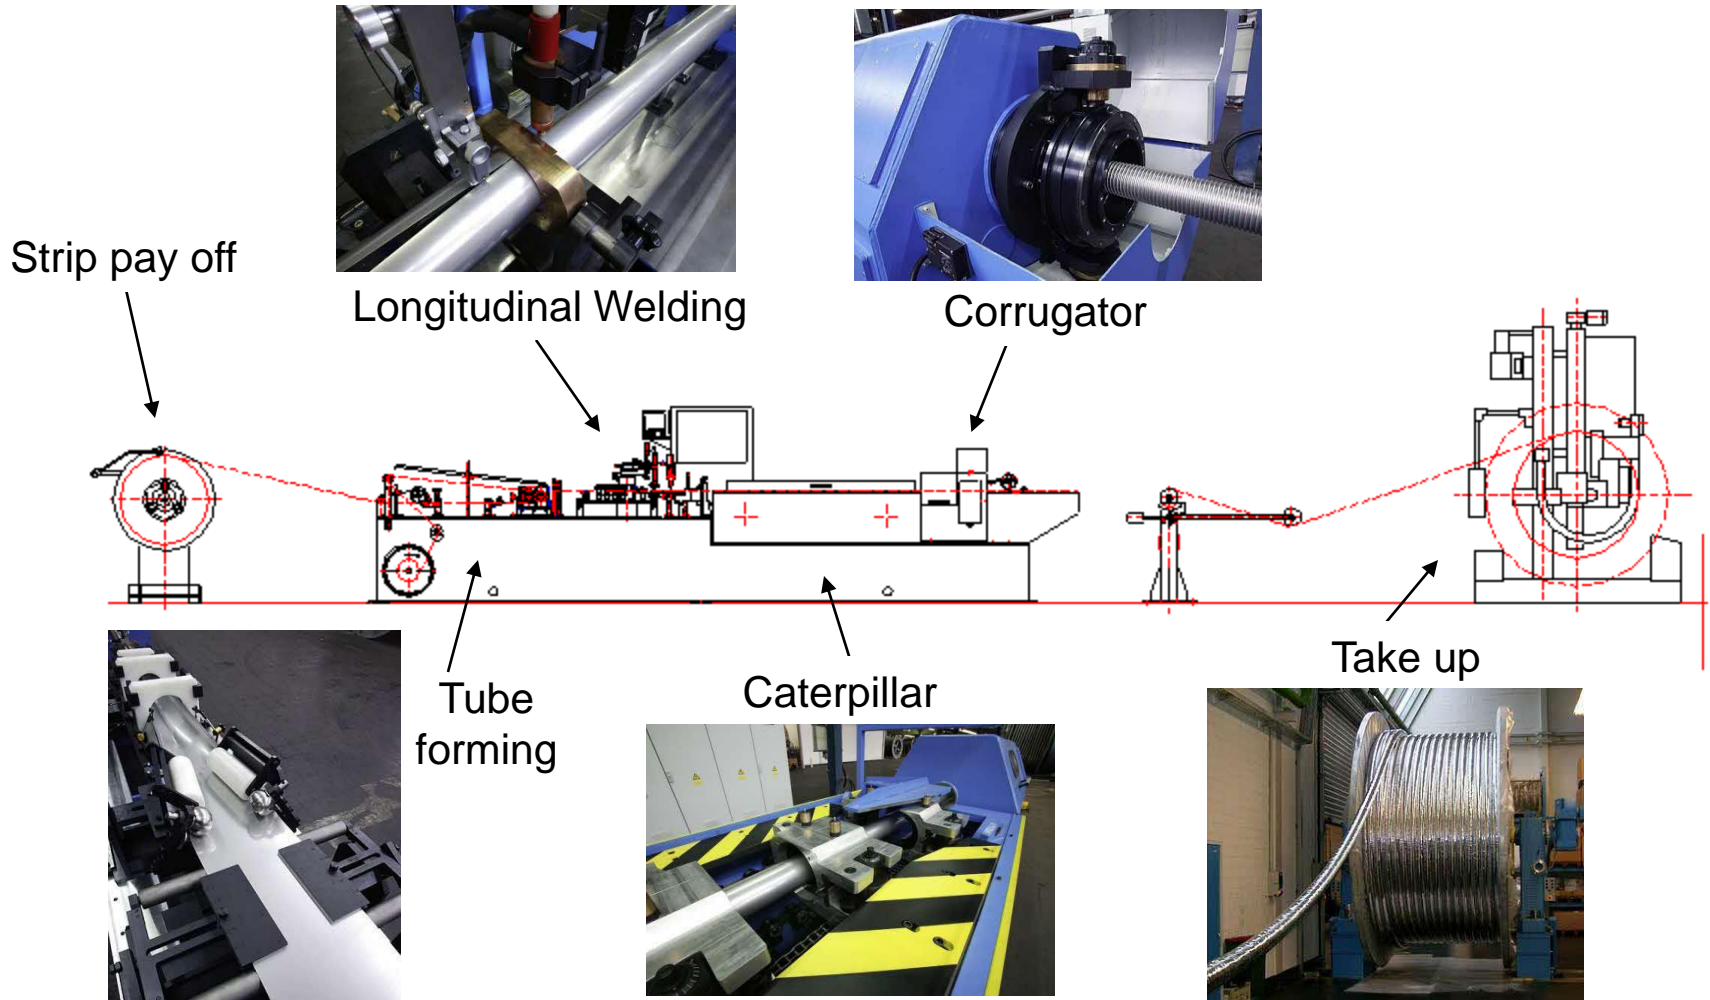 Strip pay off
Longitudinal Welding
Corrugator
Tube
forming
Caterpillar
Take up